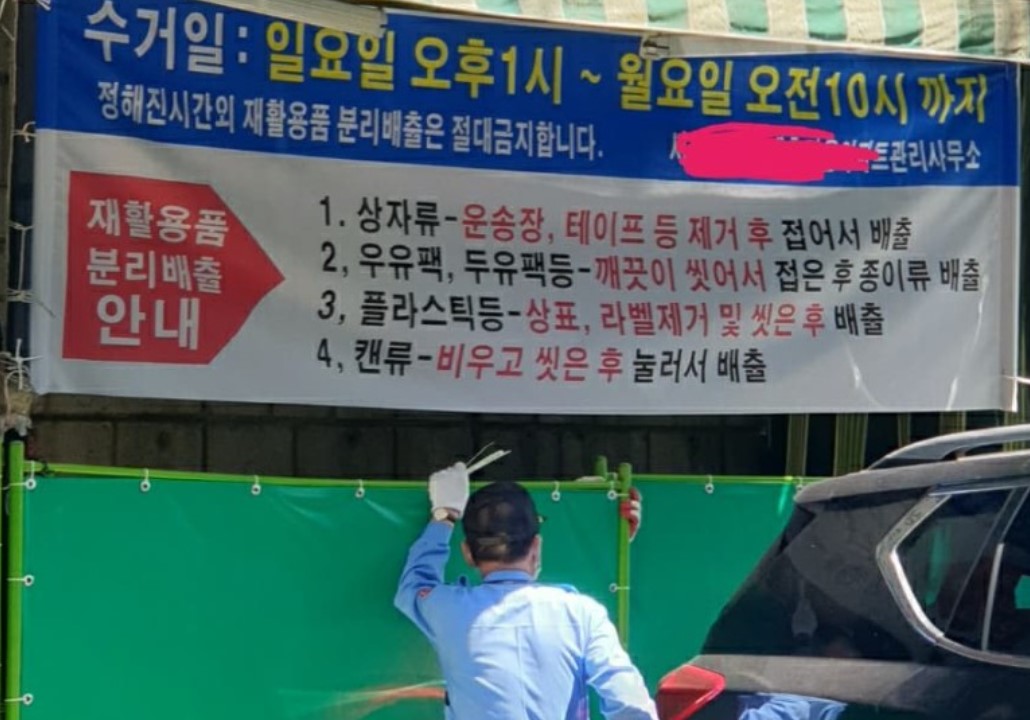 수거일: 일요일 오후1시 ~ 월요일 오전10시 까지
정해진시간외 재활용품 분리배출은 절대금지합니다.
트관리사무소
재활용품
분리배출
안내
1. 상자류-운송장, 테이프 등 제거 후 접어서 배출
2, 우유팩, 두유팩등-깨끗이 씻어서 접은 후 종이류 배출
3, 플라스틱등-상표, 라벨제거 및 씻은 후 배출
4, 캔류-비우고 씻은 후 눌러서 배출